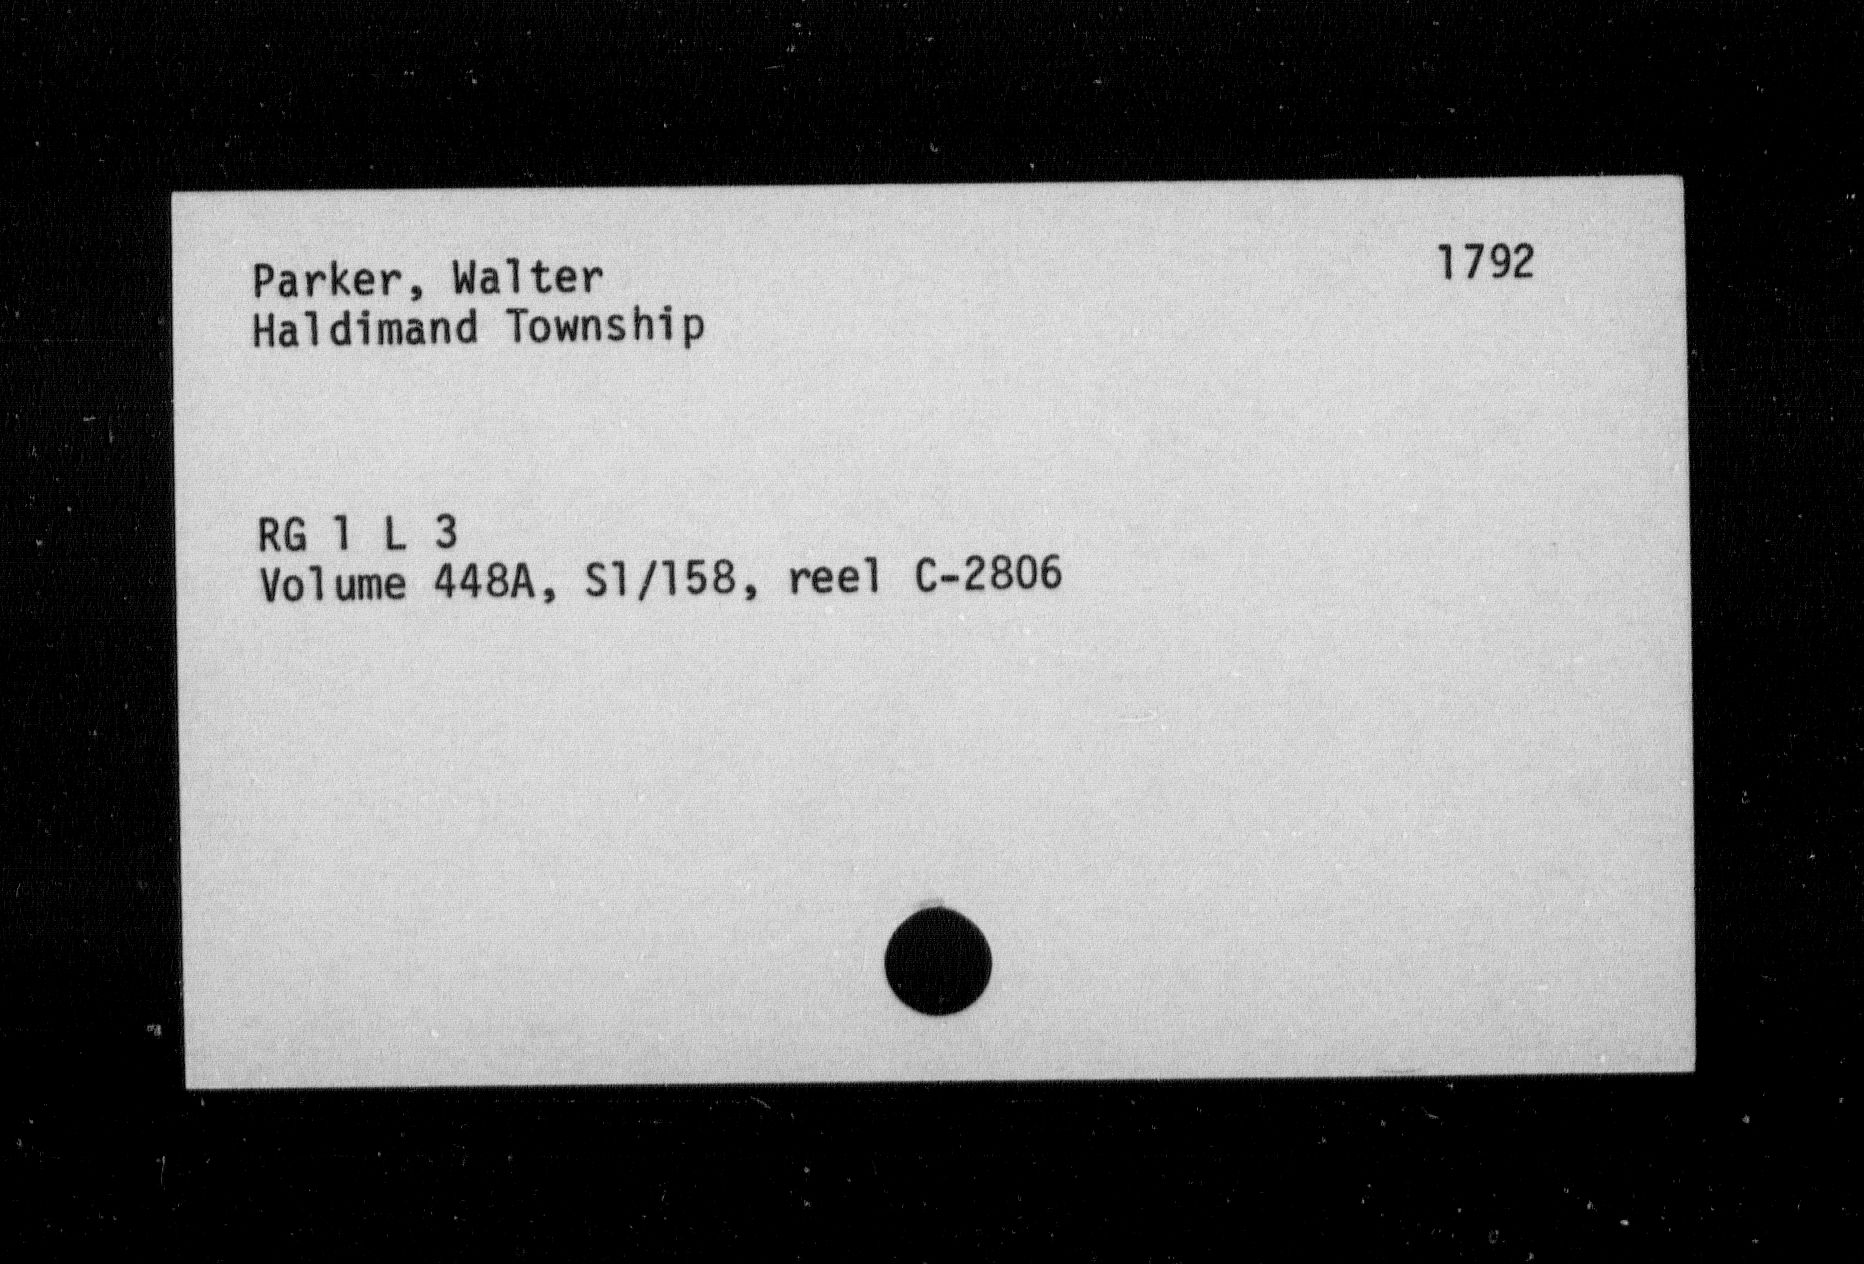 Parker, Walter 1792
Haldimand Township
RG 1 L 3
Volume 448A, S1/158, reel C-2806